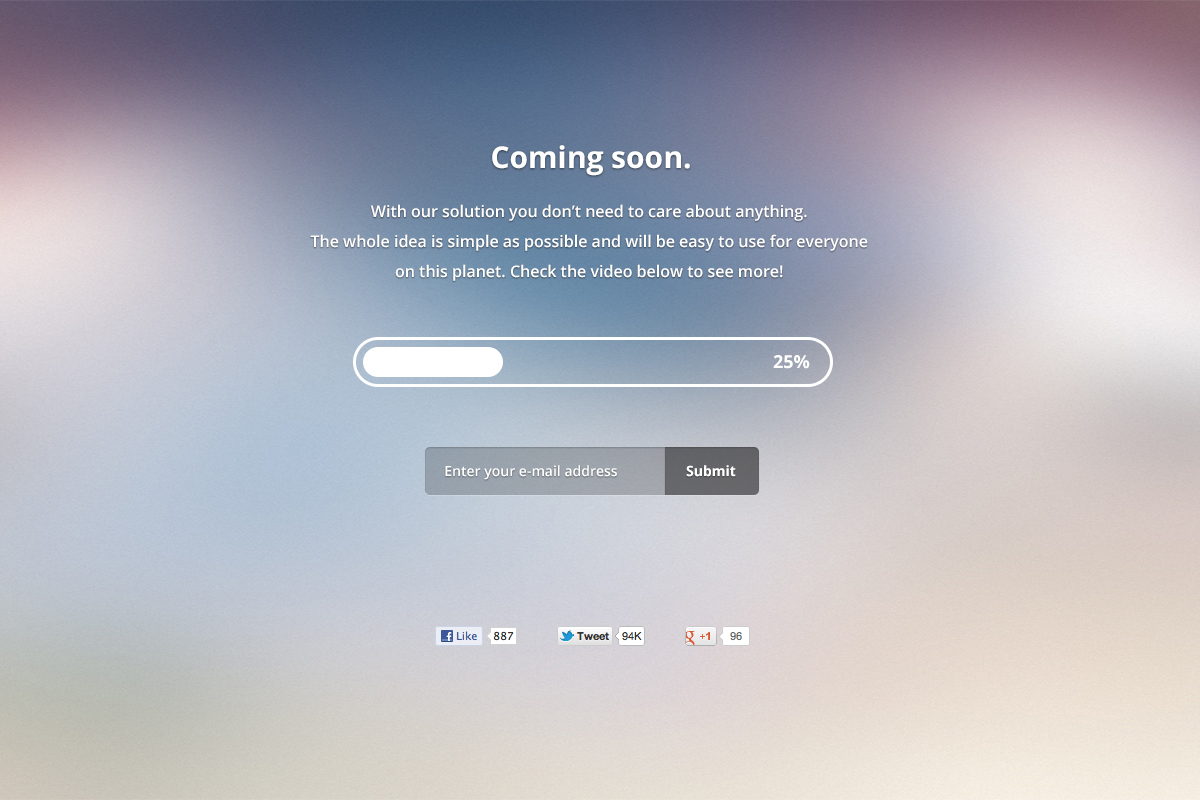 Coming soon.
With our solution you don’t need to care about anything.
The whole idea is simple as possible and will be easy to use for everyone
on this planet. Check the video below to see more!
25%
Enter your e-mail address Submit
Like 887 Tweet 94K +1 96